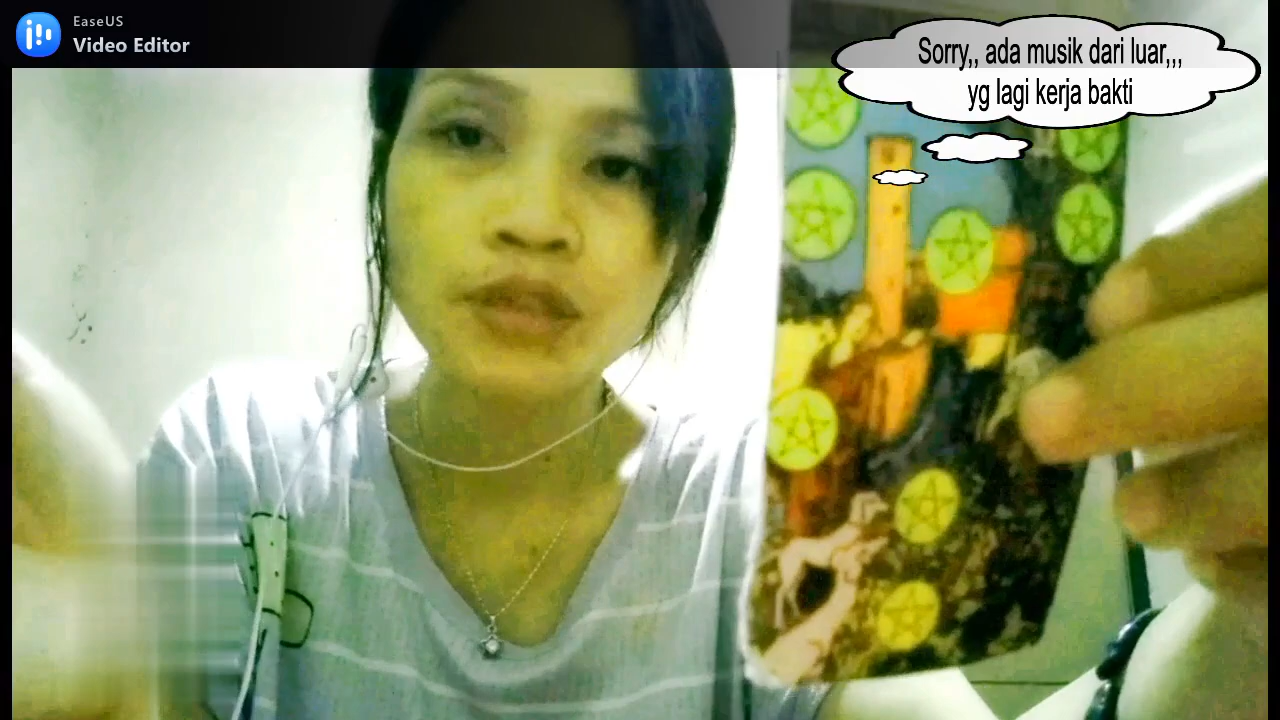 EaseUS
Video Editor
Sorry,, ada musik dari luar,,,
yg lagi kerja bakti